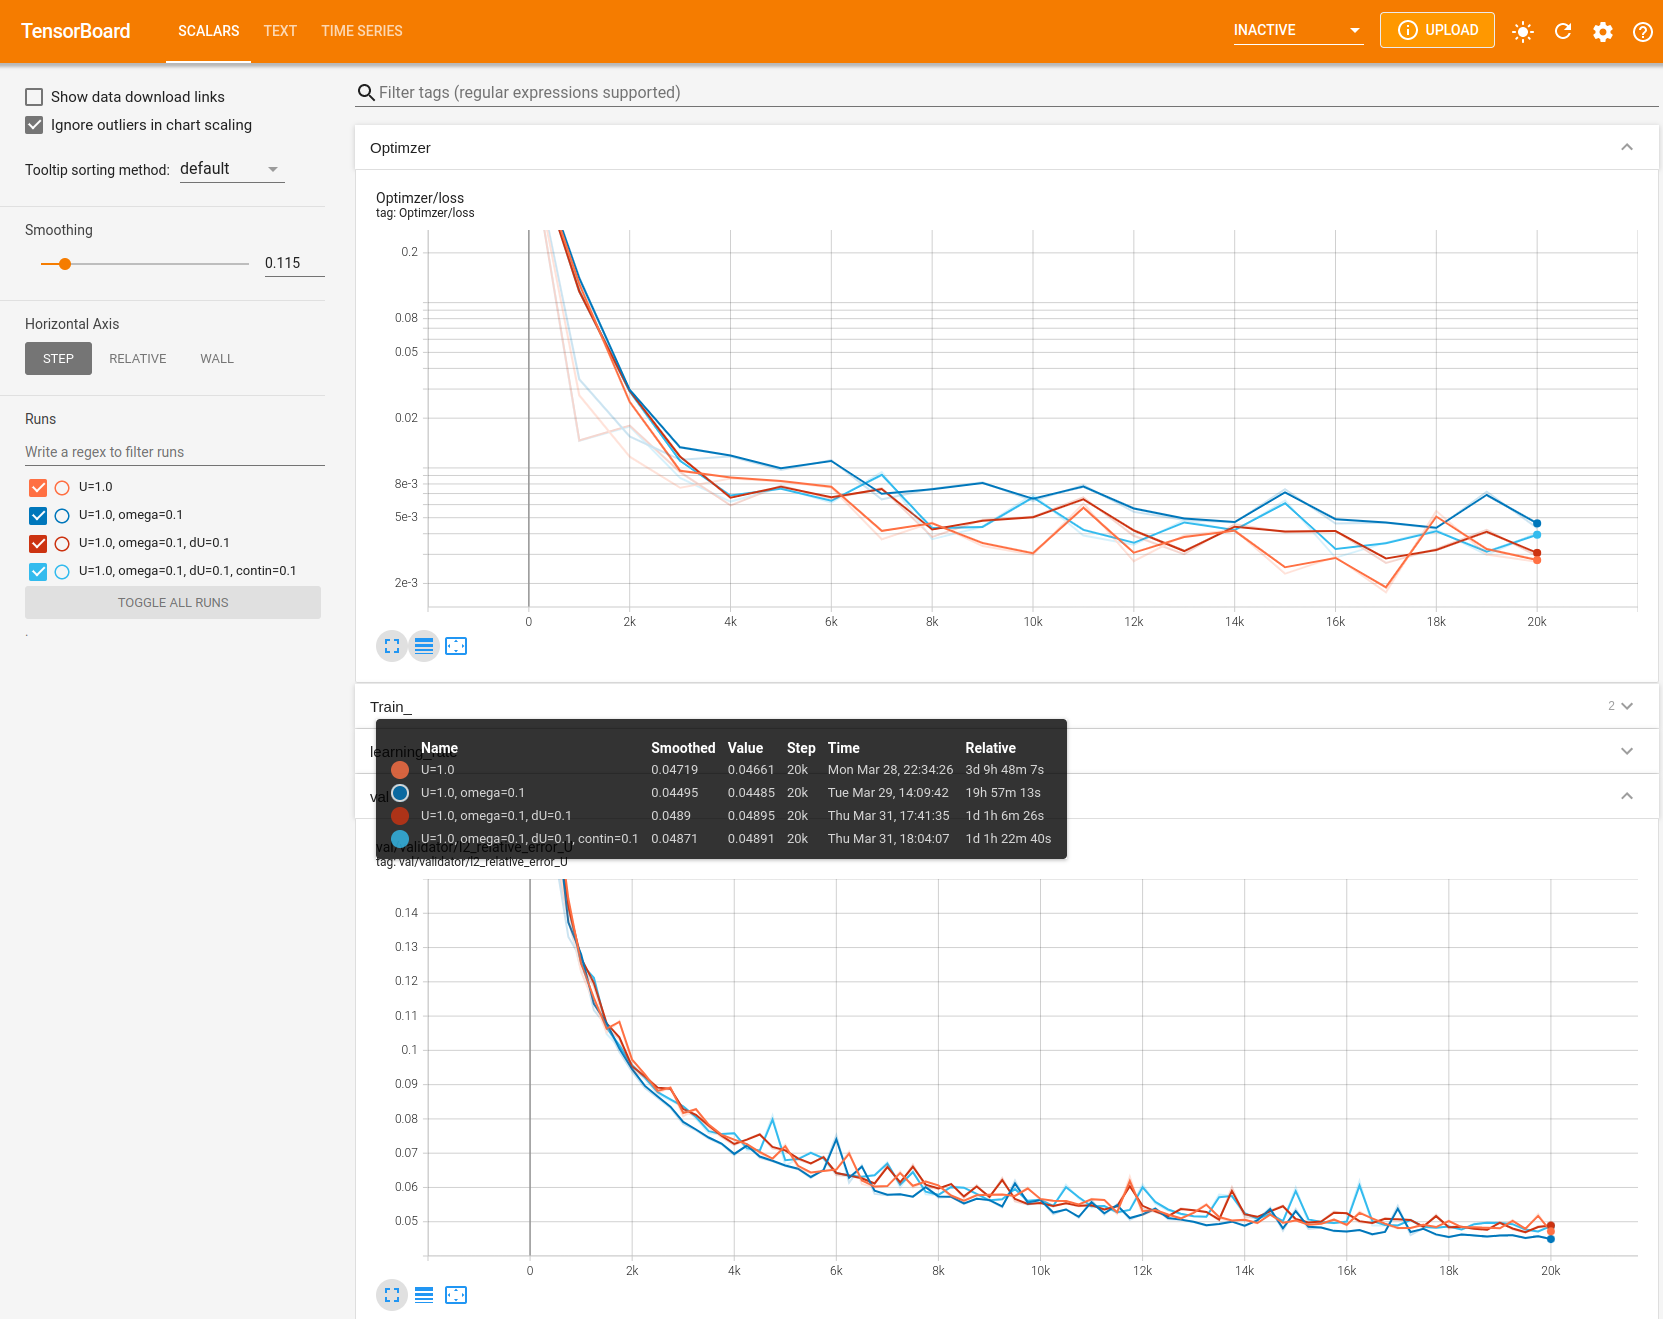 TensorBoard SCALARS TEXT TIME SERIES INACTIVE UPLOAD
Show data download links
Ignore outliers in chart scaling
Tooltip sorting method: default
Smoothing
0.115
Horizontal Axis
STEP RELATIVE WALL
Runs
Write a regex to filter runs
U=1.0
U=1.0, omega=0.1
U=1.0, omega=0.1, dU=0.1
U=1.0, omega=0.1, dU=0.1, contin=0.1
TOGGLE ALL RUNS
.
Filter tags (regular expressions supported)
Optimzer
Optimzer/loss
tag: Optimzer/loss
0.2
0.08
0.05
0.02
8e-3
5e-3
2e-3
0 2k 4k 6k 8k 10k 12k 14k 16k 18k 20k
Train_ 2
learning_rate
val
Name Smoothed Value Step Time Relative
U=1.0 0.04719 0.04661 20k Mon Mar 28, 22:34:26 3d 9h 48m 7s
U=1.0, omega=0.1 0.04495 0.04485 20k Tue Mar 29, 14:09:42 19h 57m 13s
U=1.0, omega=0.1, dU=0.1 0.0489 0.04895 20k Thu Mar 31, 17:41:35 1d 1h 6m 26s
U=1.0, omega=0.1, dU=0.1, contin=0.1 0.04871 0.04891 20k Thu Mar 31, 18:04:07 1d 1h 22m 40s
val/validator/l2_relative_error_U
tag: val/validator/l2_relative_error_U
0.14
0.13
0.12
0.11
0.1
0.09
0.08
0.07
0.06
0.05
0 2k 4k 6k 8k 10k 12k 14k 16k 18k 20k